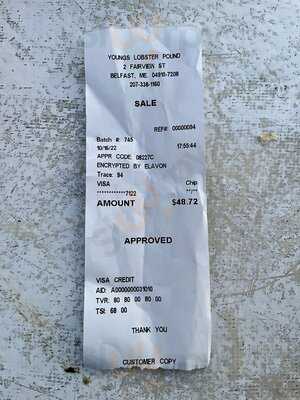 YOUNGS LOBSTER POUND
2 FAIRVIEW ST
BELFAST, ME 04910-7208
207-338-1160
SALE
REF#: 00000094
Batch #: 745
10/16/22 17:55:44
APPR CODE: 08227C
ENCRYPTED BY ELAVON
Trace: 94
VISA Chip
************7122 **/**
AMOUNT $48.72
APPROVED
VISA CREDIT
AID: A0000000031010
TVR: 80 80 00 80 00
TSI: 68 00
THANK YOU
CUSTOMER COPY